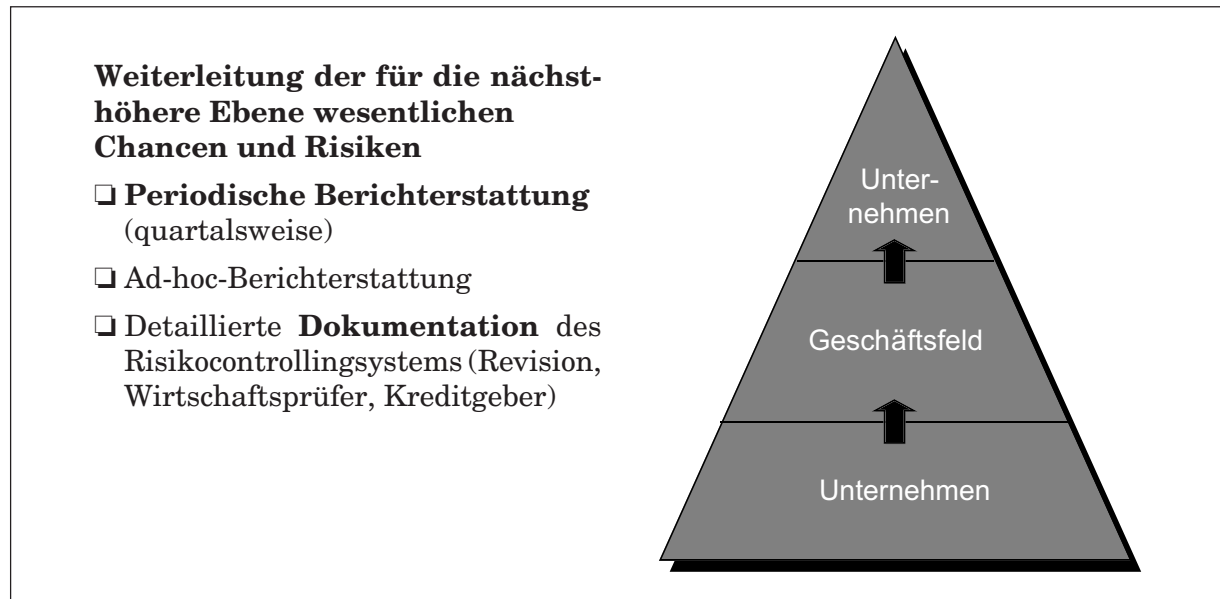 Weiterleitung der für die nächst-
höhere Ebene wesentlichen
Chancen und Risiken
❏ Periodische Berichterstattung
(quartalsweise)
❏ Ad-hoc-Berichterstattung
❏ Detaillierte Dokumentation des
Risikocontrollingsystems (Revision,
Wirtschaftsprüfer, Kreditgeber)
Unter-
nehmen
Geschäftsfeld
Unternehmen